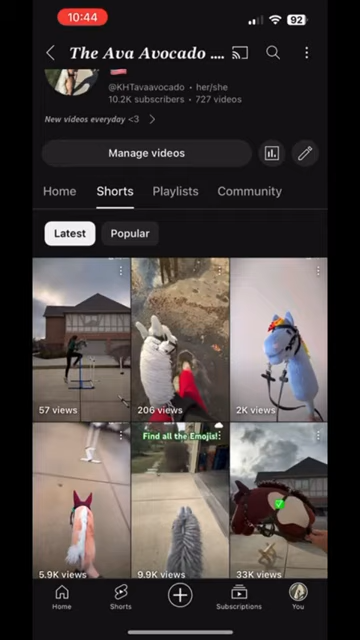 10:44
92
The Ava Avocado ....
@KHTavaavocado • her/she
10.2K subscribers • 727 videos
New videos everyday <3
Manage videos
Home Shorts Playlists Community
Latest Popular
57 views
206 views
2K views
Find all the Emojis!:
5.9K views
9.9K views
33K views
Home Shorts Subscriptions You